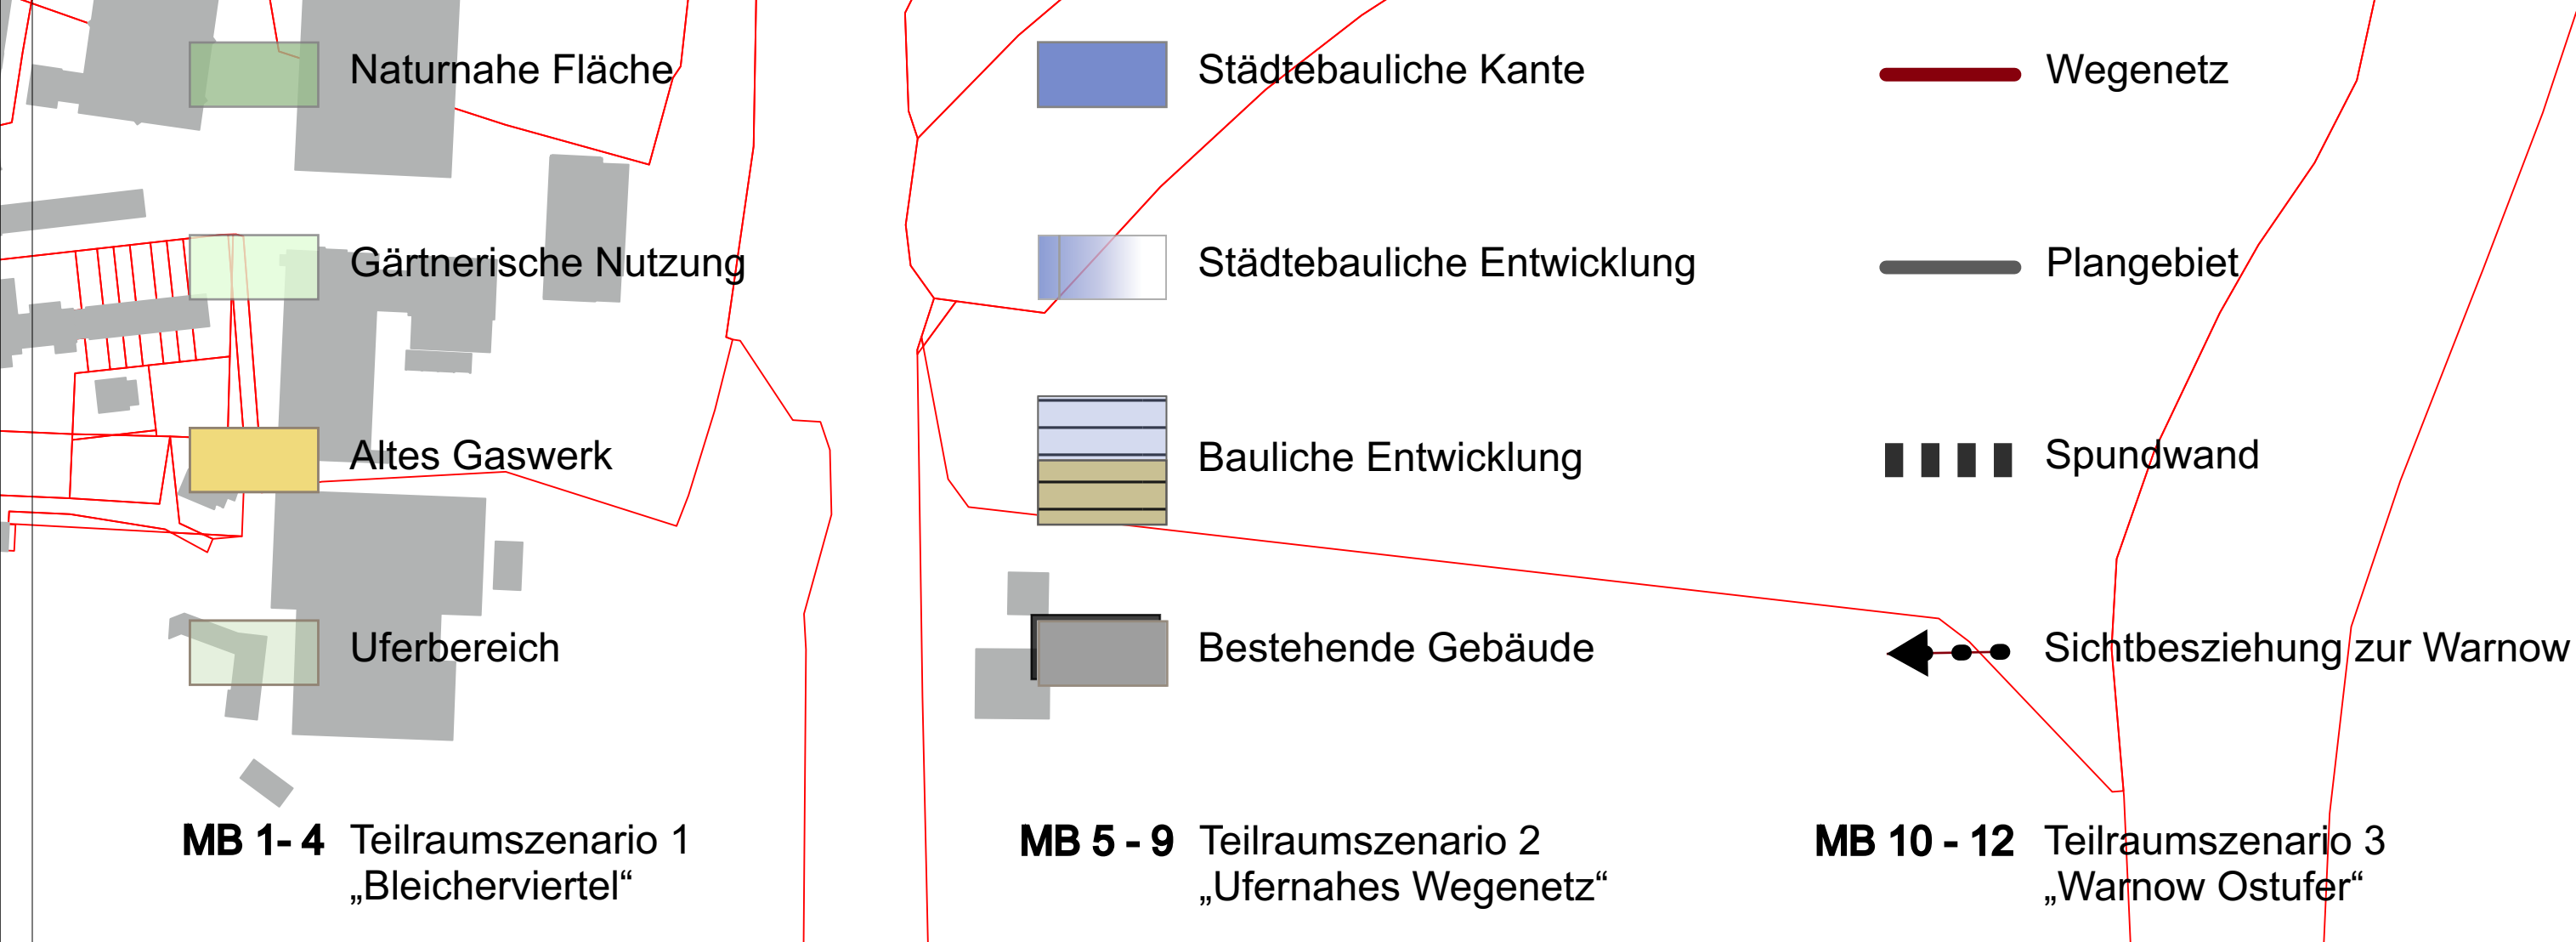 Naturnahe Fläche
Städtebauliche Kante
Wegenetz
Gärtnerische Nutzung
Städtebauliche Entwicklung
Plangebiet
Altes Gaswerk
Bauliche Entwicklung
Spundwand
Uferbereich
Bestehende Gebäude
Sichtbesziehung zur Warnow
MB 1- 4 Teilraumszenario 1
„Bleicherviertel“
MB 5 - 9 Teilraumszenario 2
„Ufernahes Wegenetz“
MB 10 - 12 Teilraumszenario 3
„Warnow Ostufer“